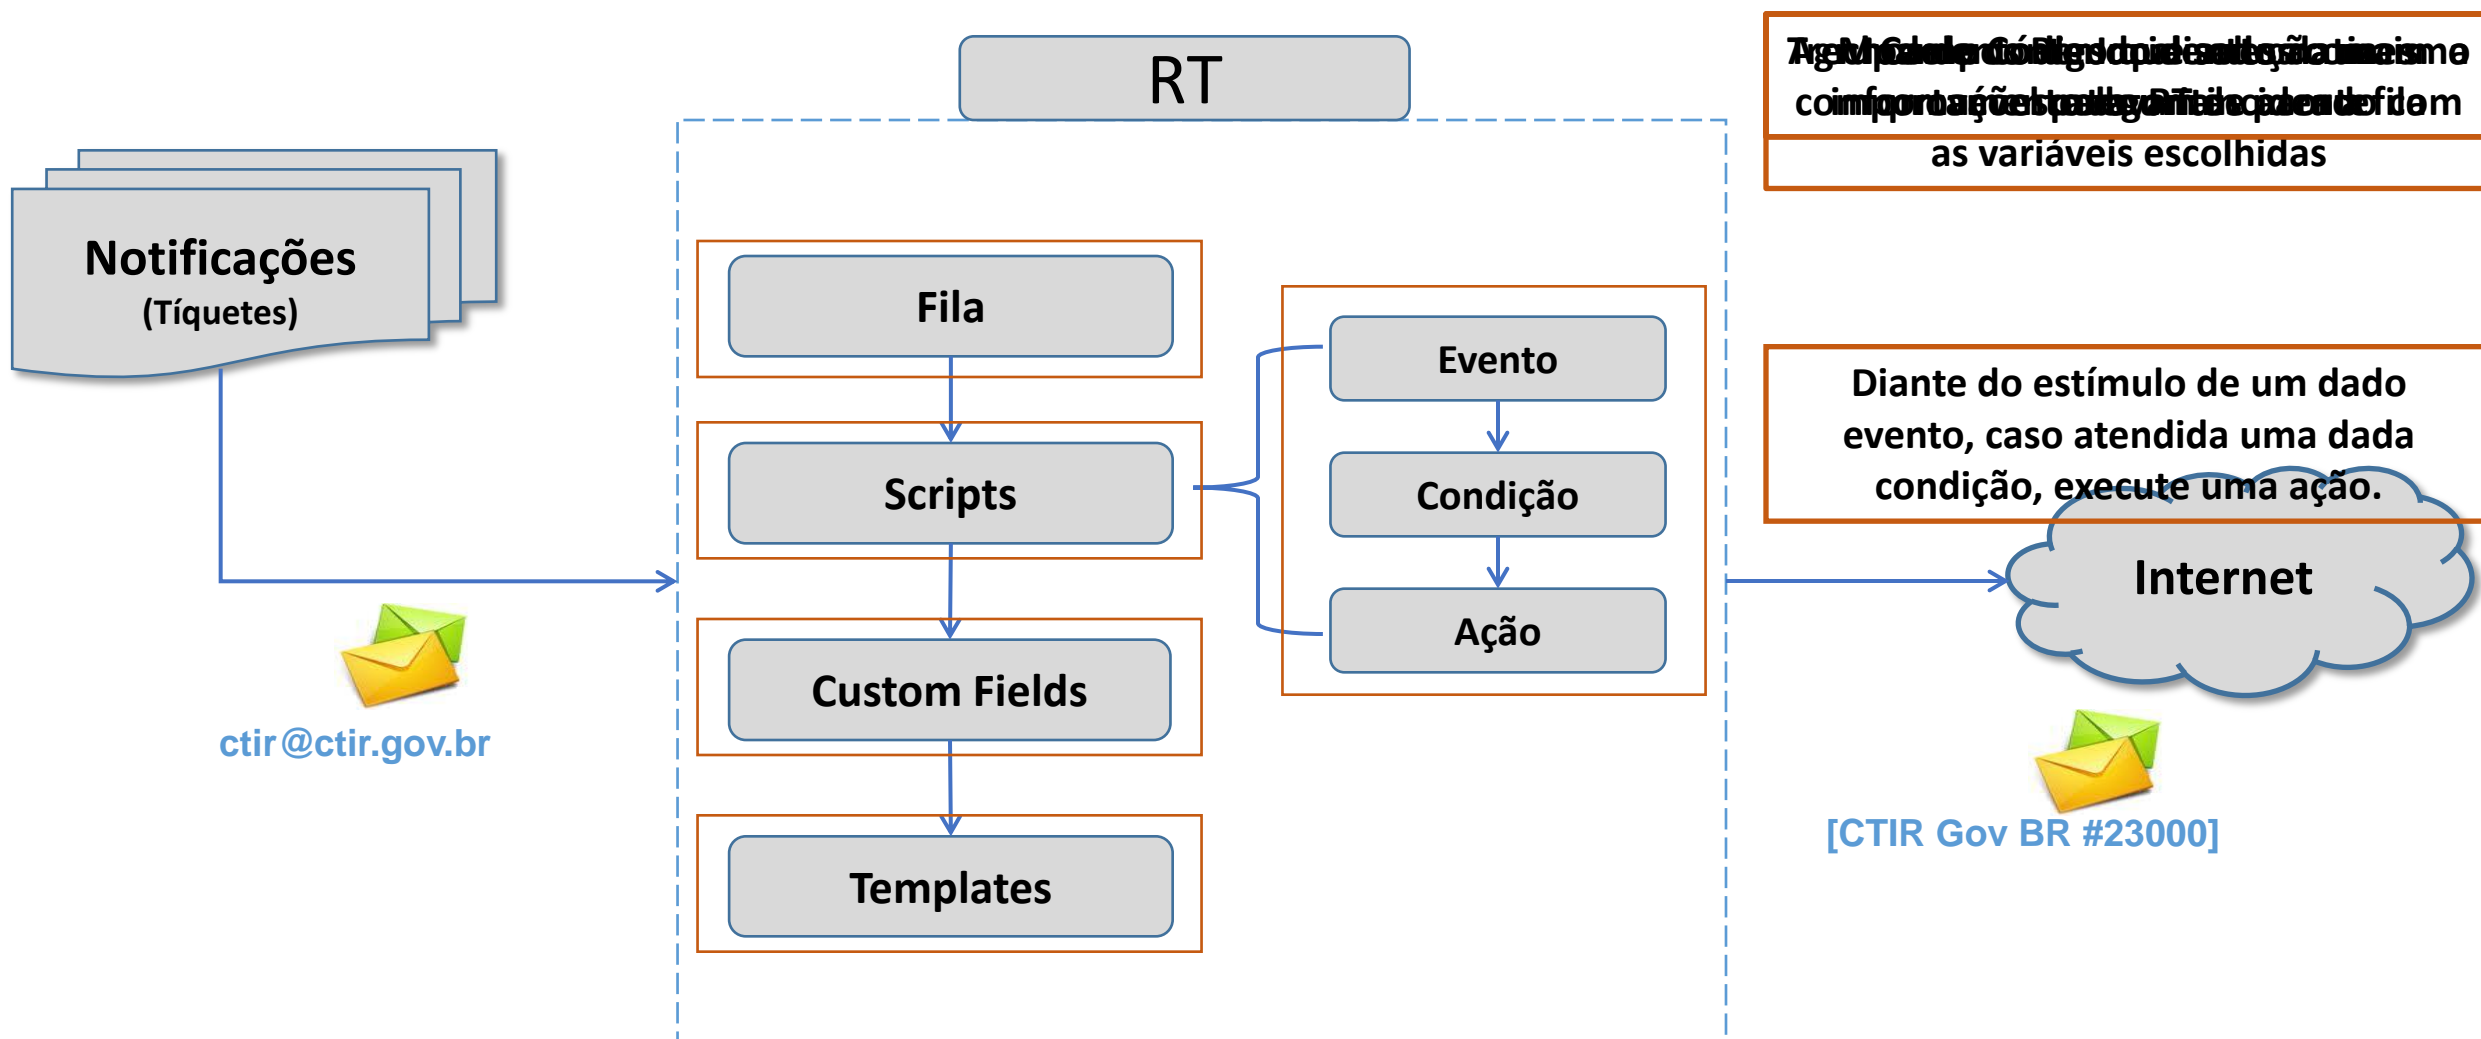 RT
as variáveis escolhidas
Notificações
(Tíquetes)
Fila
Scripts
Custom Fields
Templates
Evento
Condição
Ação
Diante do estímulo de um dado
evento, caso atendida uma dada
condição, execute uma ação.
Internet
ctir@ctir.gov.br
[CTIR Gov BR #23000]